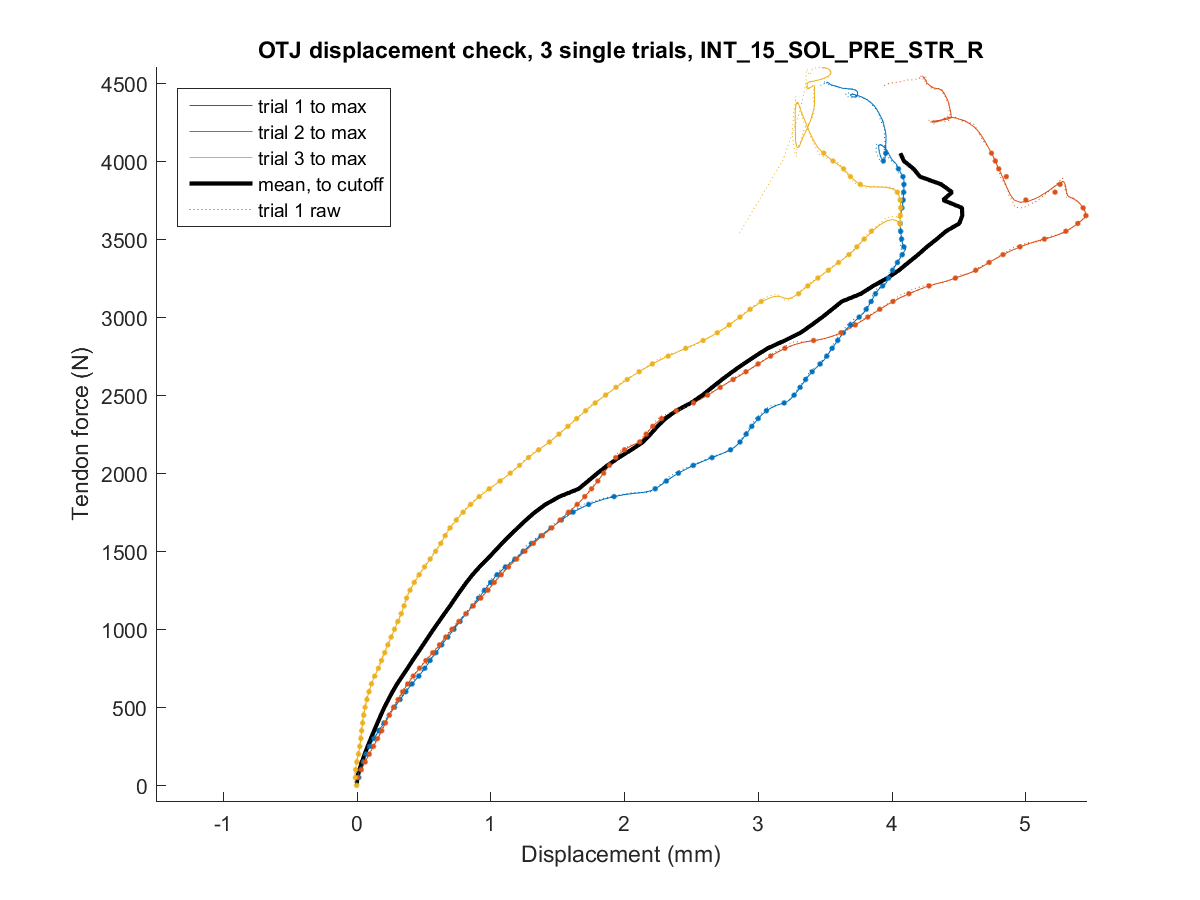 OTJ displacement check, 3 single trials, INT_15_SOL_PRE_STR_R
4500
4000
3500
3000
2500
2000
1500
1000
500
0
Tendon force (N)
trial 1 to max
trial 2 to max
trial 3 to max
mean, to cutoff
trial 1 raw
-1
0
1
2
3
4
5
Displacement (mm)